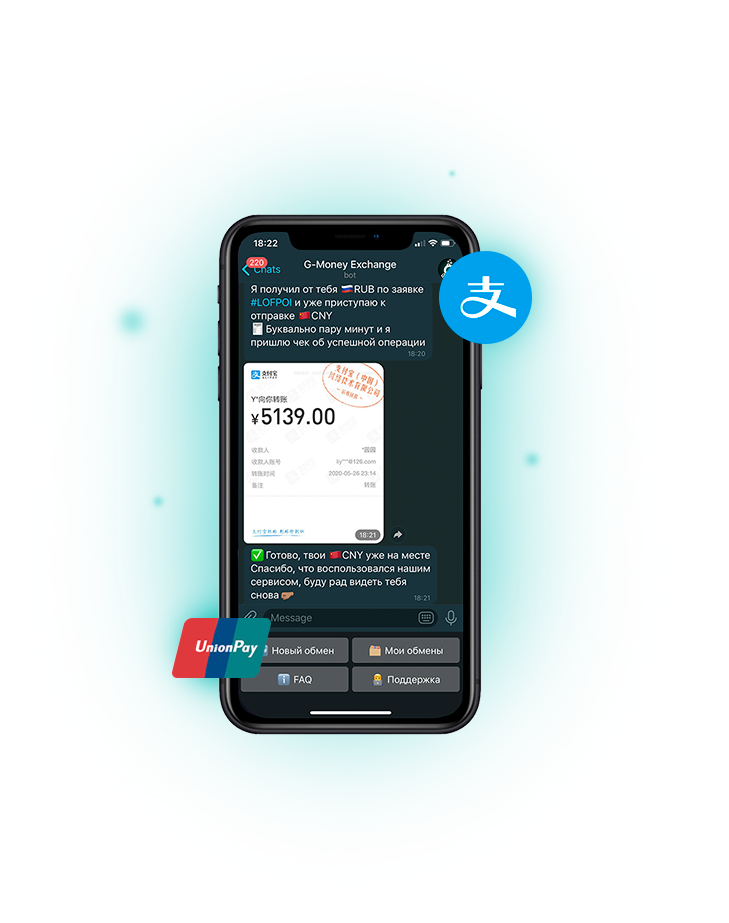 18:22
220
Chats
G-Money Exchange
bot
Я получил от тебя 🇷🇺RUB по заявке
#LOFPOI и уже приступаю к
отправке 🇨🇳CNY
🧾 Буквально пару минут и я
пришлю чек об успешной операции
18:20
支
支付宝
支付宝(中国)
网络技术有限公司
Y*向你转账
¥5139.00
收款人 *园园
收款人账号 liy***@126.com
转账时间 2020-05-26 23:14
备注 转账
18:21
✅ Готово, твои 🇨🇳CNY уже на месте
Спасибо, что воспользовался нашим
сервисом, буду рад видеть тебя
снова 🤛
18:21
Message
UnionPay
Новый обмен
Мои обмены
FAQ
Поддержка